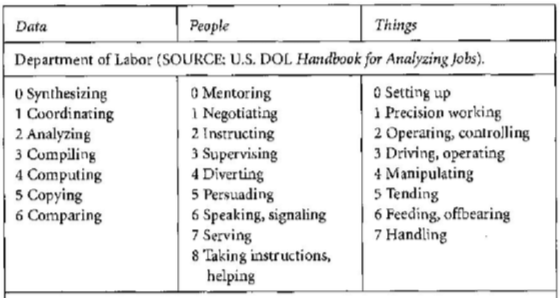 Data People Things
Department of Labor (SOURCE: U.S. DOL Handbook for Analyzing Jobs).
0 Synthesizing 0 Mentoring 0 Setting up
1 Coordinating 1 Negotiating 1 Precision working
2 Analyzing 2 Instructing 2 Operating, controlling
3 Compiling 3 Supervising 3 Driving, operating
4 Computing 4 Diverting 4 Manipulating
5 Copying 5 Persuading 5 Tending
6 Comparing 6 Speaking, signaling 6 Feeding, offbearing
7 Serving 7 Handling
8 Taking instructions,
helping